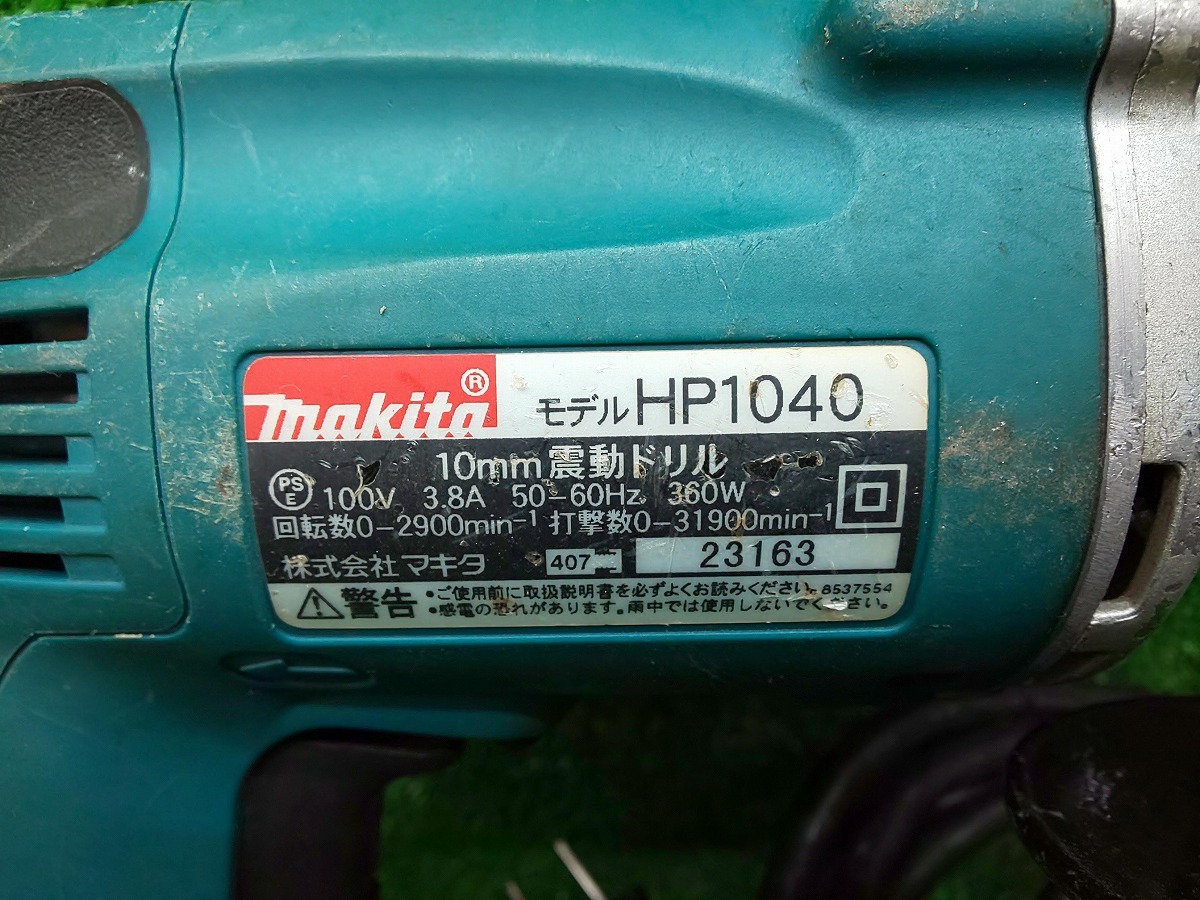 makita® モデル HP1040
10mm 震動ドリル
PSE 100V 3.8A 50-60Hz 360W
回転数0-2900min⁻¹ 打撃数0-31900min⁻¹
株式会社 マキタ 407 23163
警告 •ご使用前に取扱説明書を必ずよくお読みください。 8537554
•感電の恐れがあります。雨中では使用しないでください。